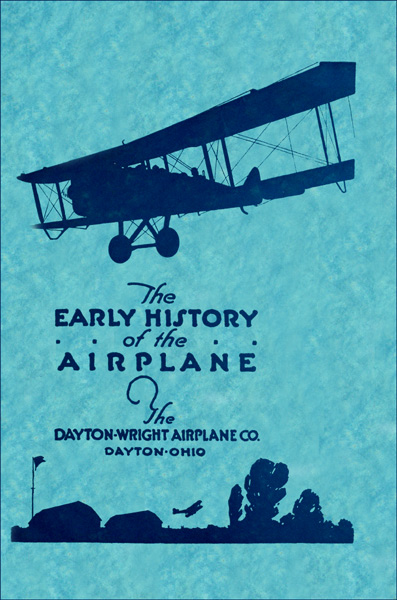 The
EARLY HISTORY
. . of the . .
AIRPLANE
The
DAYTON-WRIGHT AIRPLANE CO.
DAYTON·OHIO